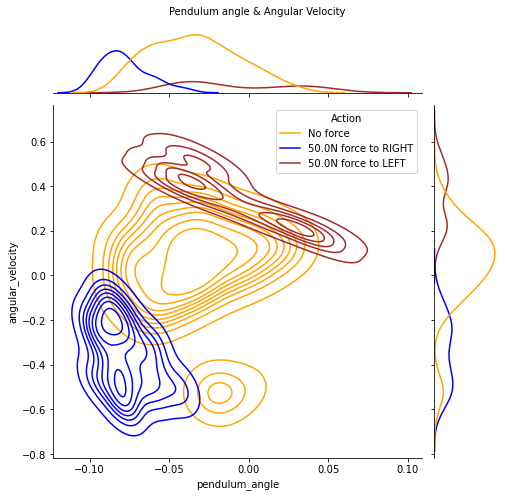 Pendulum angle & Angular Velocity
Action
No force
50.0N force to RIGHT
50.0N force to LEFT
0.6
0.4
0.2
0.0
−0.2
−0.4
−0.6
−0.8
angular_velocity
−0.10
−0.05
0.00
0.05
0.10
pendulum_angle